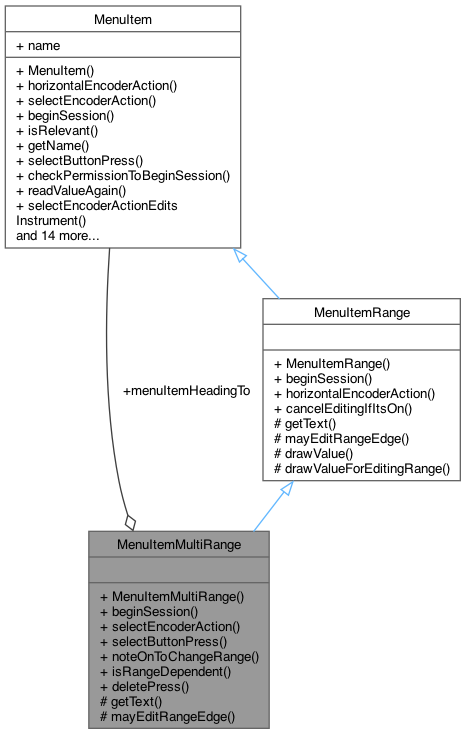 MenuItem
+ name
+ MenuItem()
+ horizontalEncoderAction()
+ selectEncoderAction()
+ beginSession()
+ isRelevant()
+ getName()
+ selectButtonPress()
+ checkPermissionToBeginSession()
+ readValueAgain()
+ selectEncoderActionEdits
Instrument()
and 14 more...
MenuItemRange
+ MenuItemRange()
+ beginSession()
+ horizontalEncoderAction()
+ cancelEditingIfItsOn()
# getText()
# mayEditRangeEdge()
# drawValue()
# drawValueForEditingRange()
+menuItemHeadingTo
MenuItemMultiRange
+ MenuItemMultiRange()
+ beginSession()
+ selectEncoderAction()
+ selectButtonPress()
+ noteOnToChangeRange()
+ isRangeDependent()
+ deletePress()
# getText()
# mayEditRangeEdge()